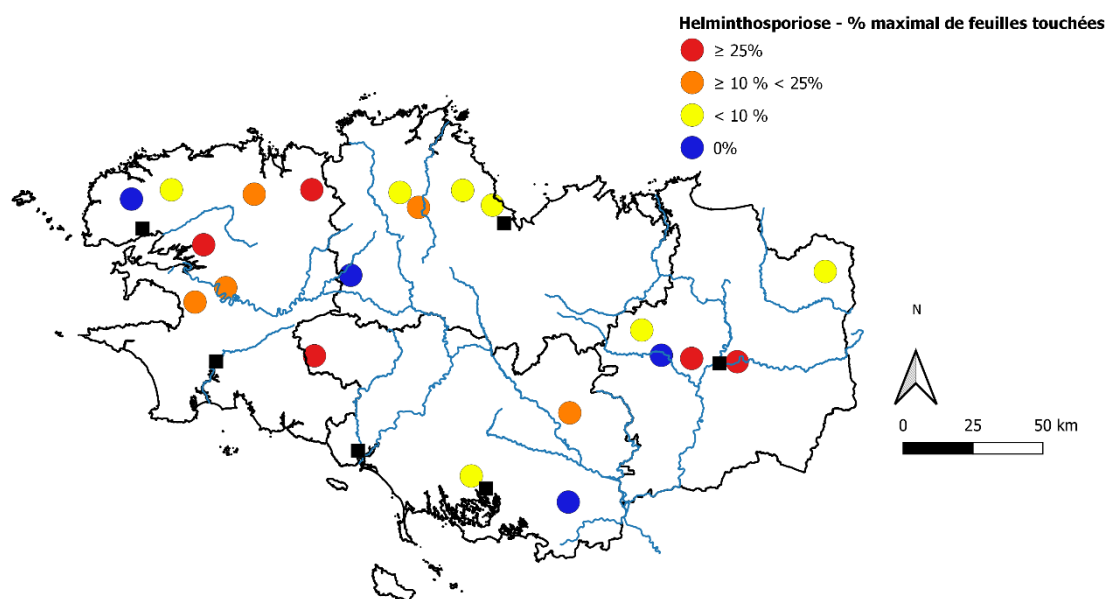 Helminthosporiose - % maximal de feuilles touchées
≥ 25%
≥ 10 % < 25%
< 10 %
0%
N
0 25 50 km